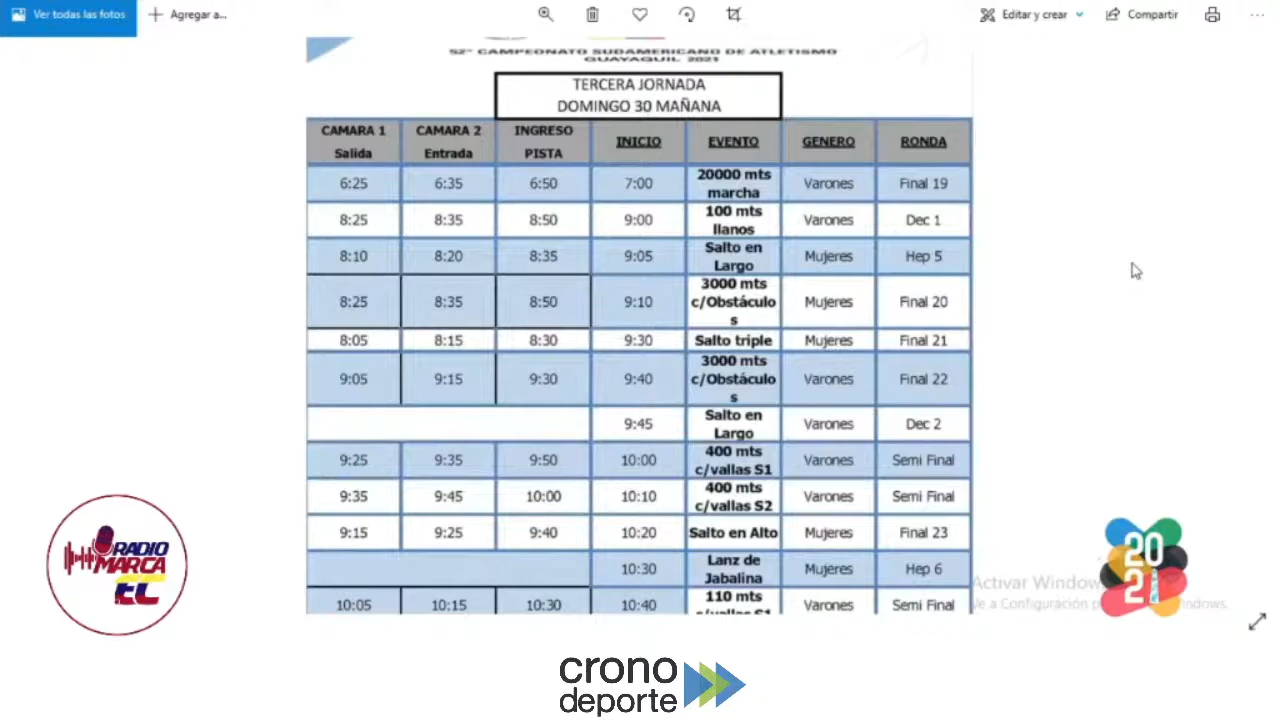 Ver todas las fotos
Agregar a...
Editar y crear
Compartir
52° CAMPEONATO SUDAMERICANO DE ATLETISMO
GUAYAQUIL 2021
TERCERA JORNADA
DOMINGO 30 MAÑANA
CAMARA 1 Salida CAMARA 2 Entrada INGRESO PISTA INICIO EVENTO GENERO RONDA
6:25 6:35 6:50 7:00 20000 mts marcha Varones Final 19
8:25 8:35 8:50 9:00 100 mts llanos Varones Dec 1
8:10 8:20 8:35 9:05 Salto en Largo Mujeres Hep 5
8:25 8:35 8:50 9:10 3000 mts c/Obstáculo s Mujeres Final 20
8:05 8:15 8:30 9:30 Salto triple Mujeres Final 21
9:05 9:15 9:30 9:40 3000 mts c/Obstáculo s Varones Final 22
9:45 Salto en Largo Varones Dec 2
9:25 9:35 9:50 10:00 400 mts c/vallas S1 Varones Semi Final
9:35 9:45 10:00 10:10 400 mts c/vallas S2 Varones Semi Final
9:15 9:25 9:40 10:20 Salto en Alto Mujeres Final 23
10:30 Lanz de Jabalina Mujeres Hep 6
10:05 10:15 10:30 10:40 110 mts c/vallas S1 Varones Semi Final
RADIO
MARCA
EC
20
21
Activar Windows
Ve a Configuración p
Windows.
crono
deporte